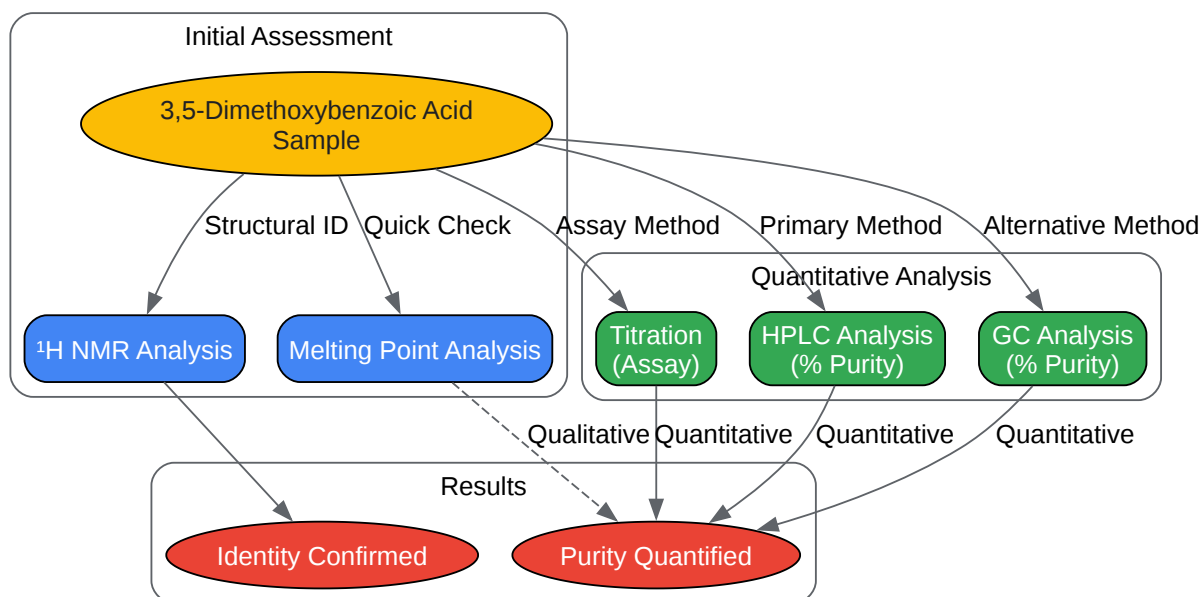 Initial Assessment
3,5-Dimethoxybenzoic Acid
Sample
Structural ID
Quick Check
Assay Method
Primary Method
Alternative Method
Quantitative Analysis
¹H NMR Analysis
Melting Point Analysis
Titration
(Assay)
HPLC Analysis
(% Purity)
GC Analysis
(% Purity)
Qualitative
Quantitative
Quantitative
Quantitative
Results
Identity Confirmed
Purity Quantified